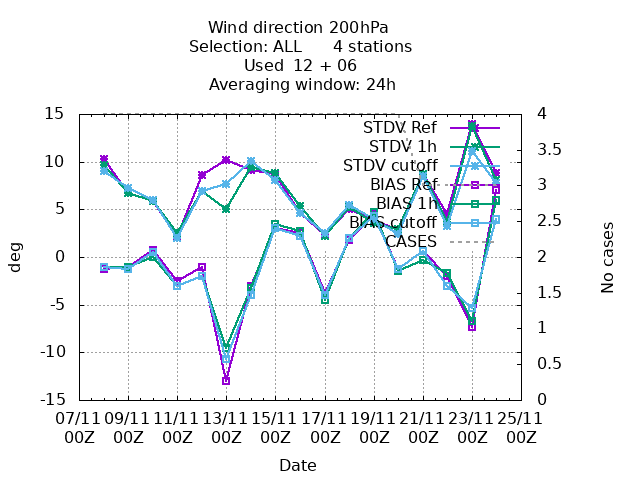 Wind direction 200hPa
Selection: ALL      4 stations
Used  12 + 06
Averaging window: 24h
STDV Ref
STDV 1h
STDV cutoff
BIAS Ref
BIAS 1h
BIAS cutoff
CASES
deg
15
10
5
0
-5
-10
-15
4
3.5
3
2.5
2
1.5
1
0.5
0
No cases
07/11 09/11 11/11 13/11 15/11 17/11 19/11 21/11 23/11 25/11
00Z 00Z 00Z 00Z 00Z 00Z 00Z 00Z 00Z 00Z
Date